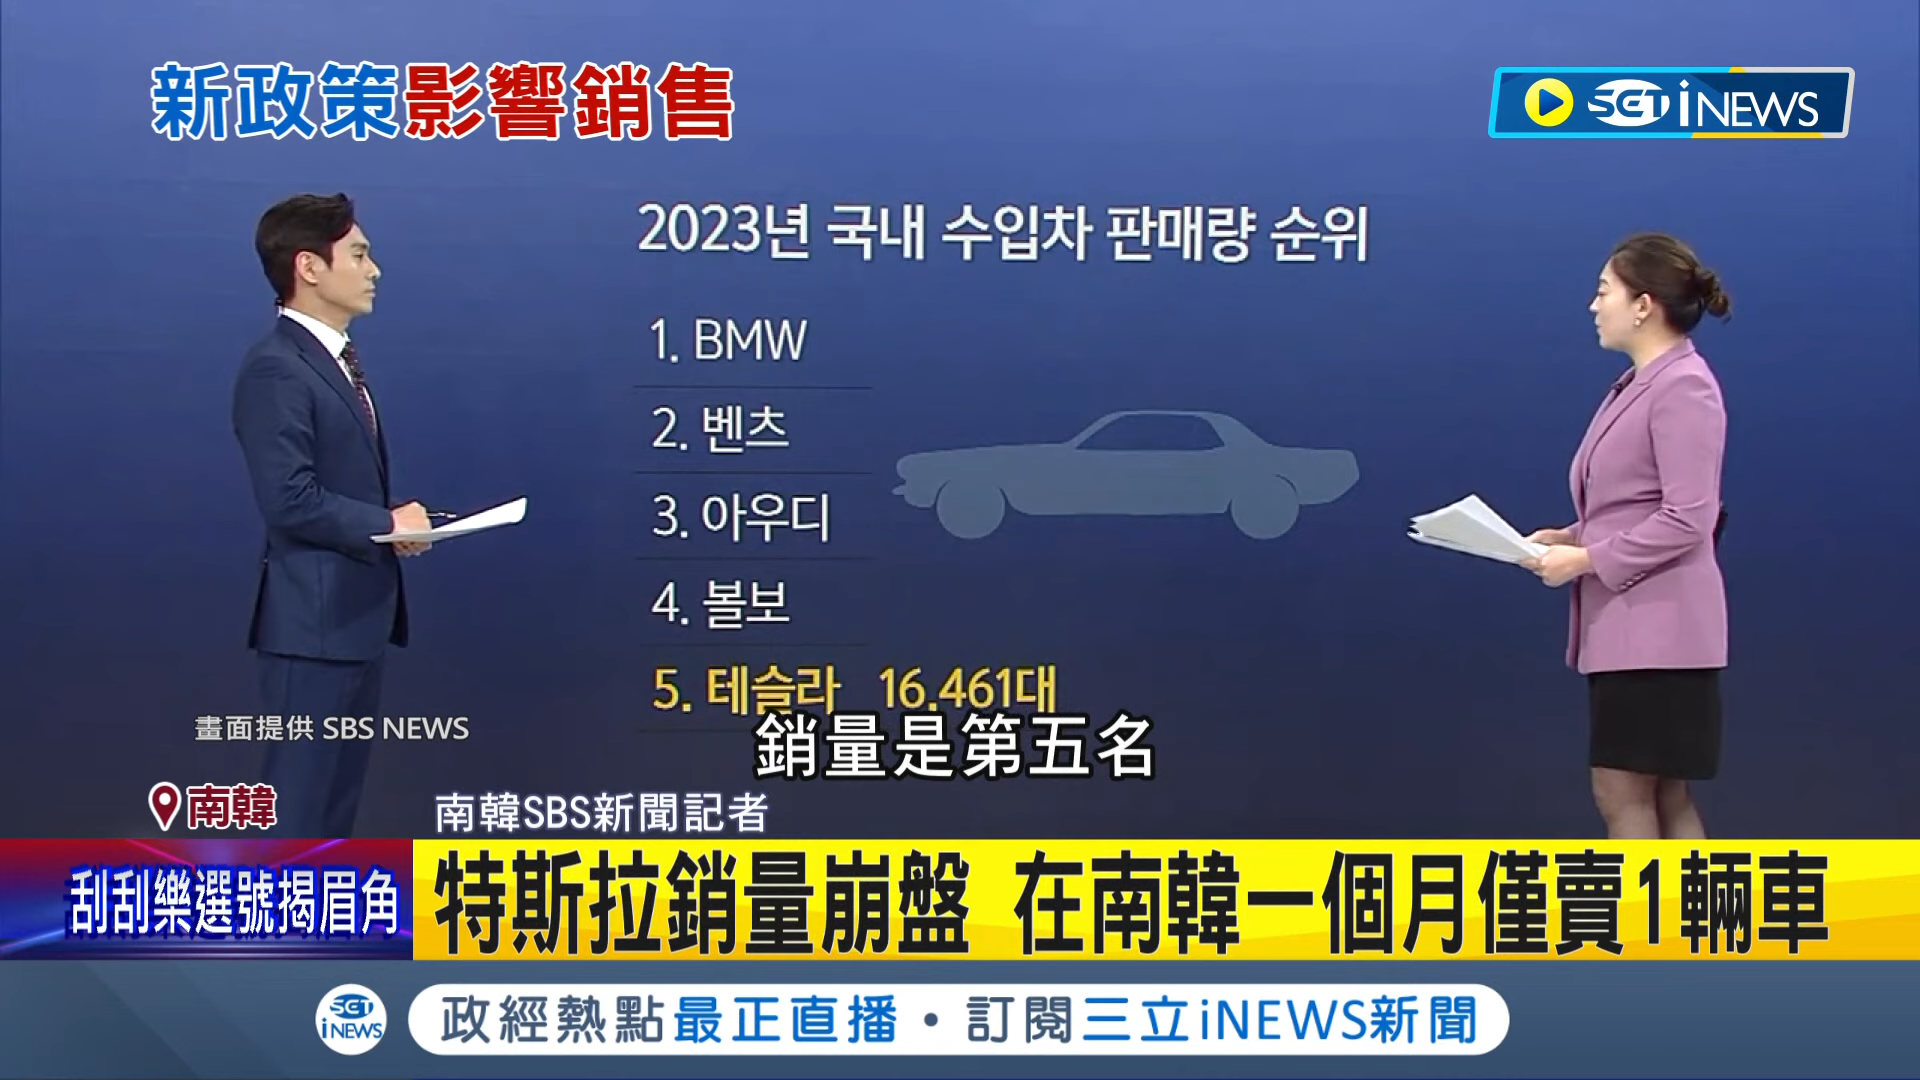 新政策影響銷售
SET iNEWS
2023년 국내 수입차 판매량 순위
1. BMW
2. 벤츠
3. 아우디
4. 볼보
5. 테슬라 16,461대
畫面提供 SBS NEWS
銷量是第五名
南韓
南韓SBS新聞記者
刮刮樂選號揭眉角
特斯拉銷量崩盤 在南韓一個月僅賣1輛車
SET iNEWS
政經熱點最正直播・訂閱三立iNEWS新聞